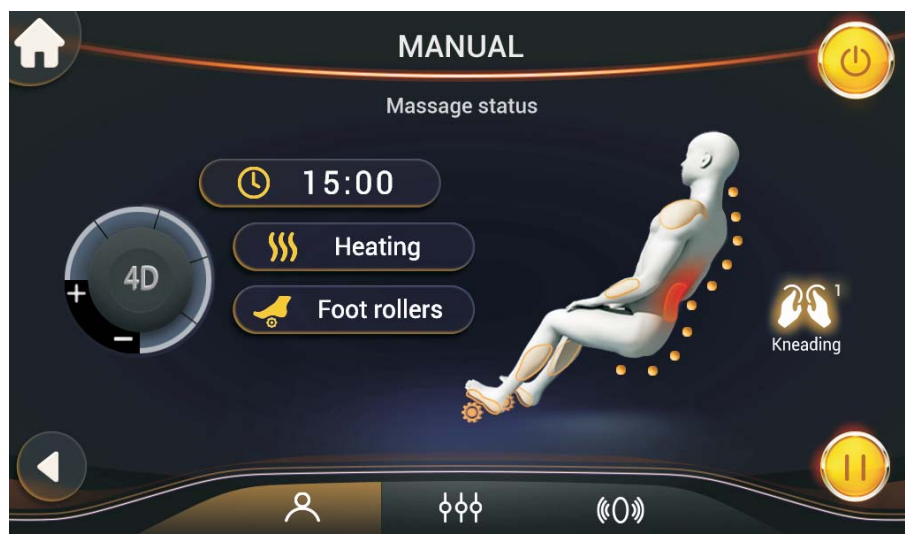 MANUAL
Massage status
15:00
Heating
4D
+
−
Foot rollers
1
Kneading